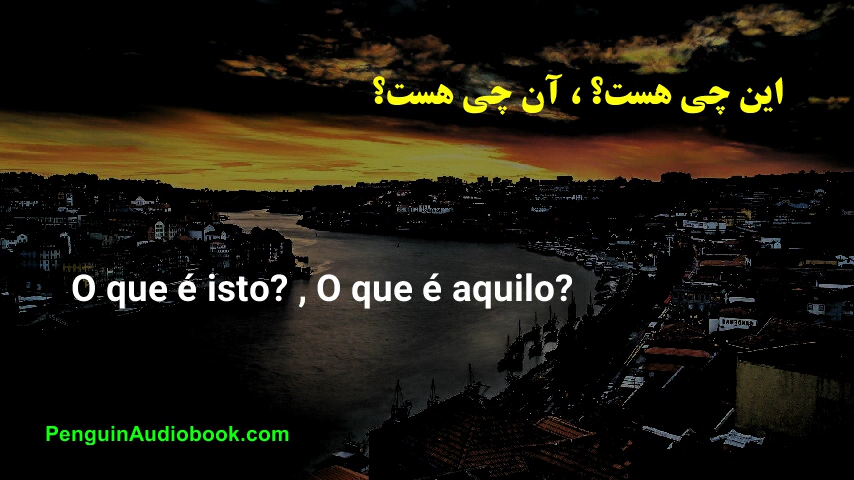 این چی هست؟ ، آن چی هست؟
O que é isto? , O que é aquilo?
PenguinAudiobook.com